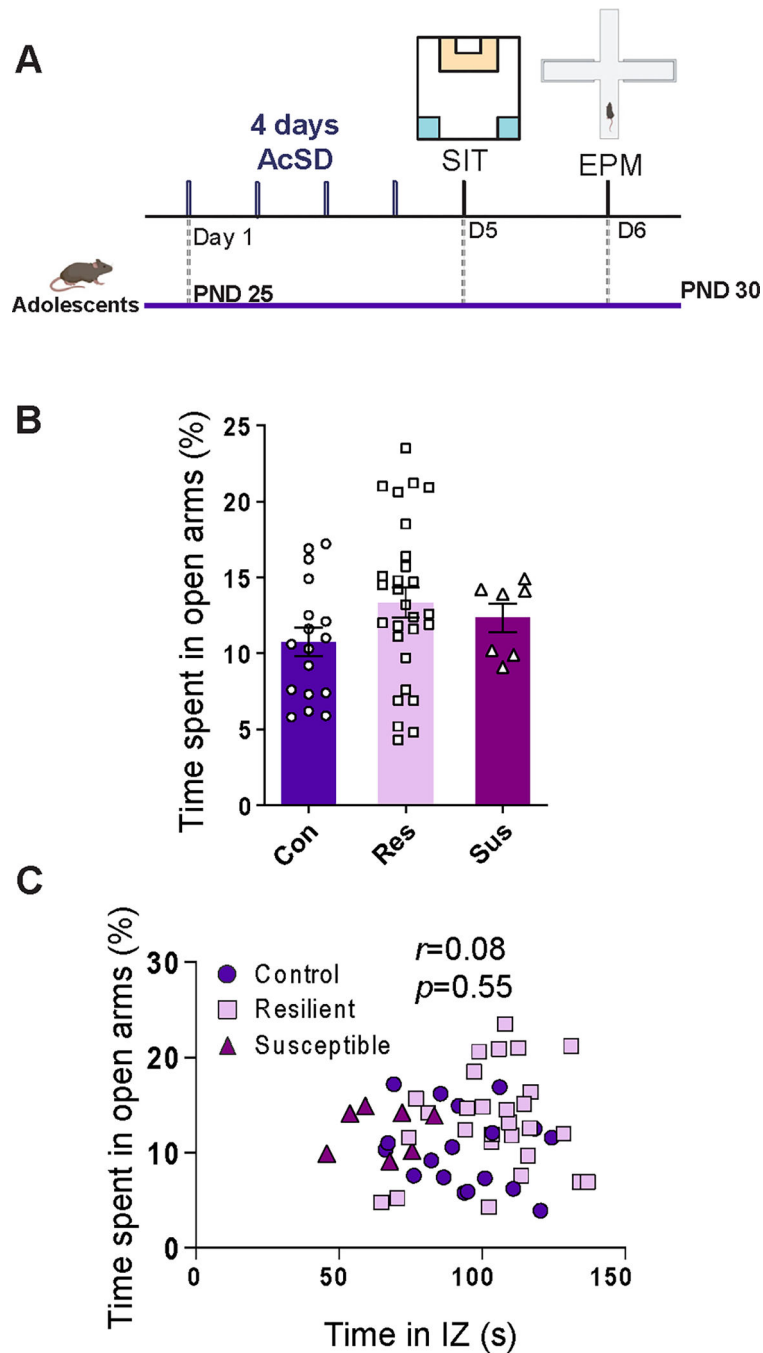 A
4 days
AcSD
SIT
EPM
Day 1
D5
D6
Adolescents
PND 25
PND 30
B
Time spent in open arms (%)
25
20
15
10
5
0
Con
Res
Sus
C
Time spent in open arms (%)
r=0.08
p=0.55
Control
Resilient
Susceptible
30
20
10
0
0
50
100
150
Time in IZ (s)